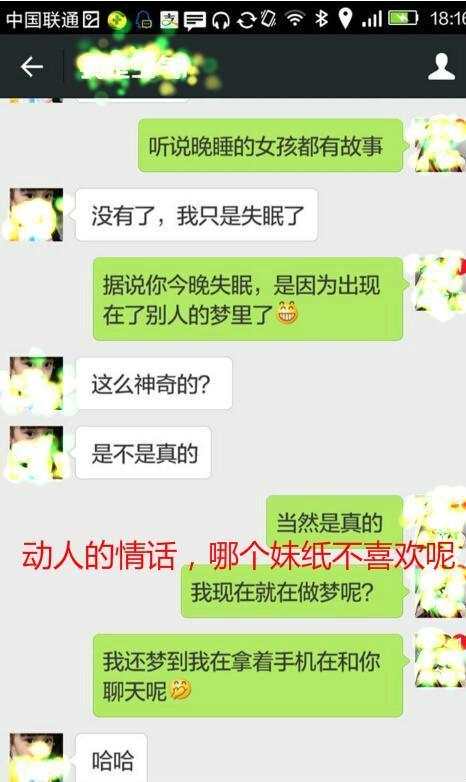 中国联通
18:16
听说晚睡的女孩都有故事
没有了，我只是失眠了
据说你今晚失眠，是因为出现
在了别人的梦里了😁
这么神奇的？
是不是真的
当然是真的
动人的情话，哪个妹纸不喜欢呢
我现在就在做梦呢？
我还梦到我在拿着手机在和你
聊天呢🤣
哈哈